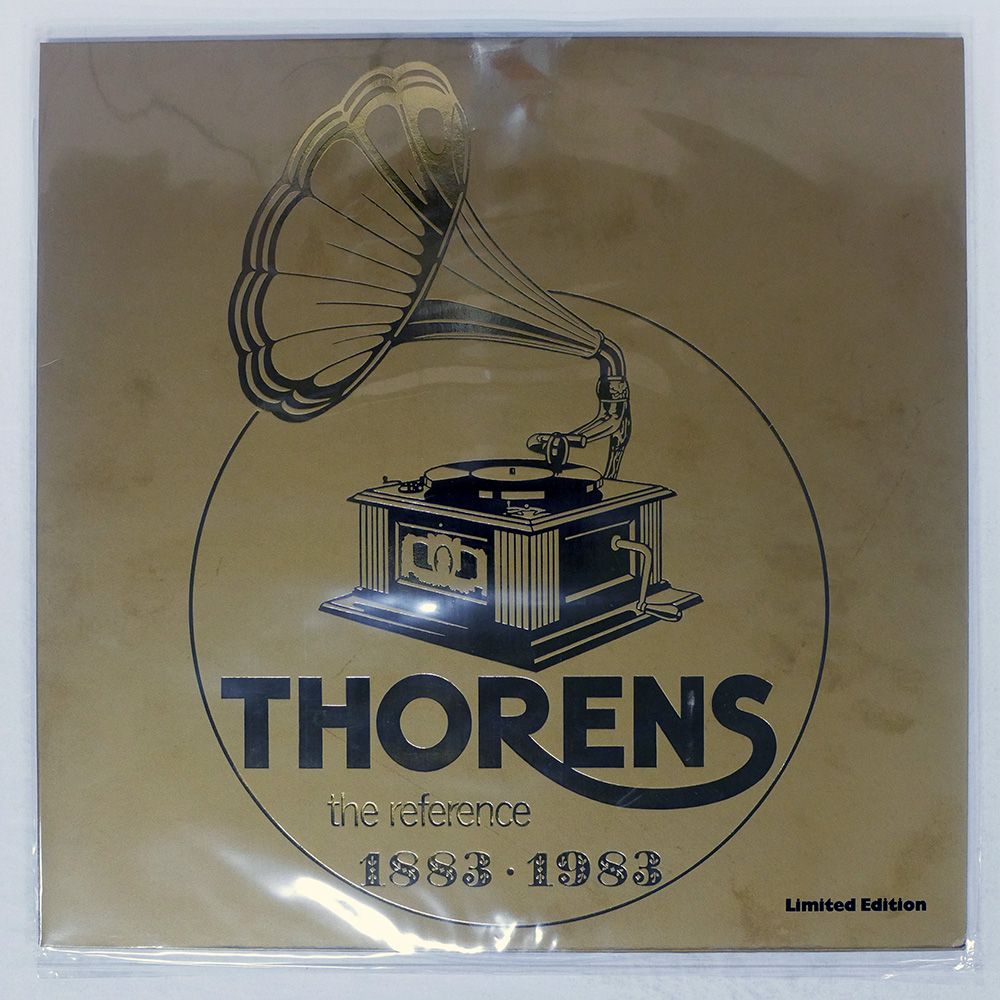 THORENS
the reference
1883 · 1983
Limited Edition